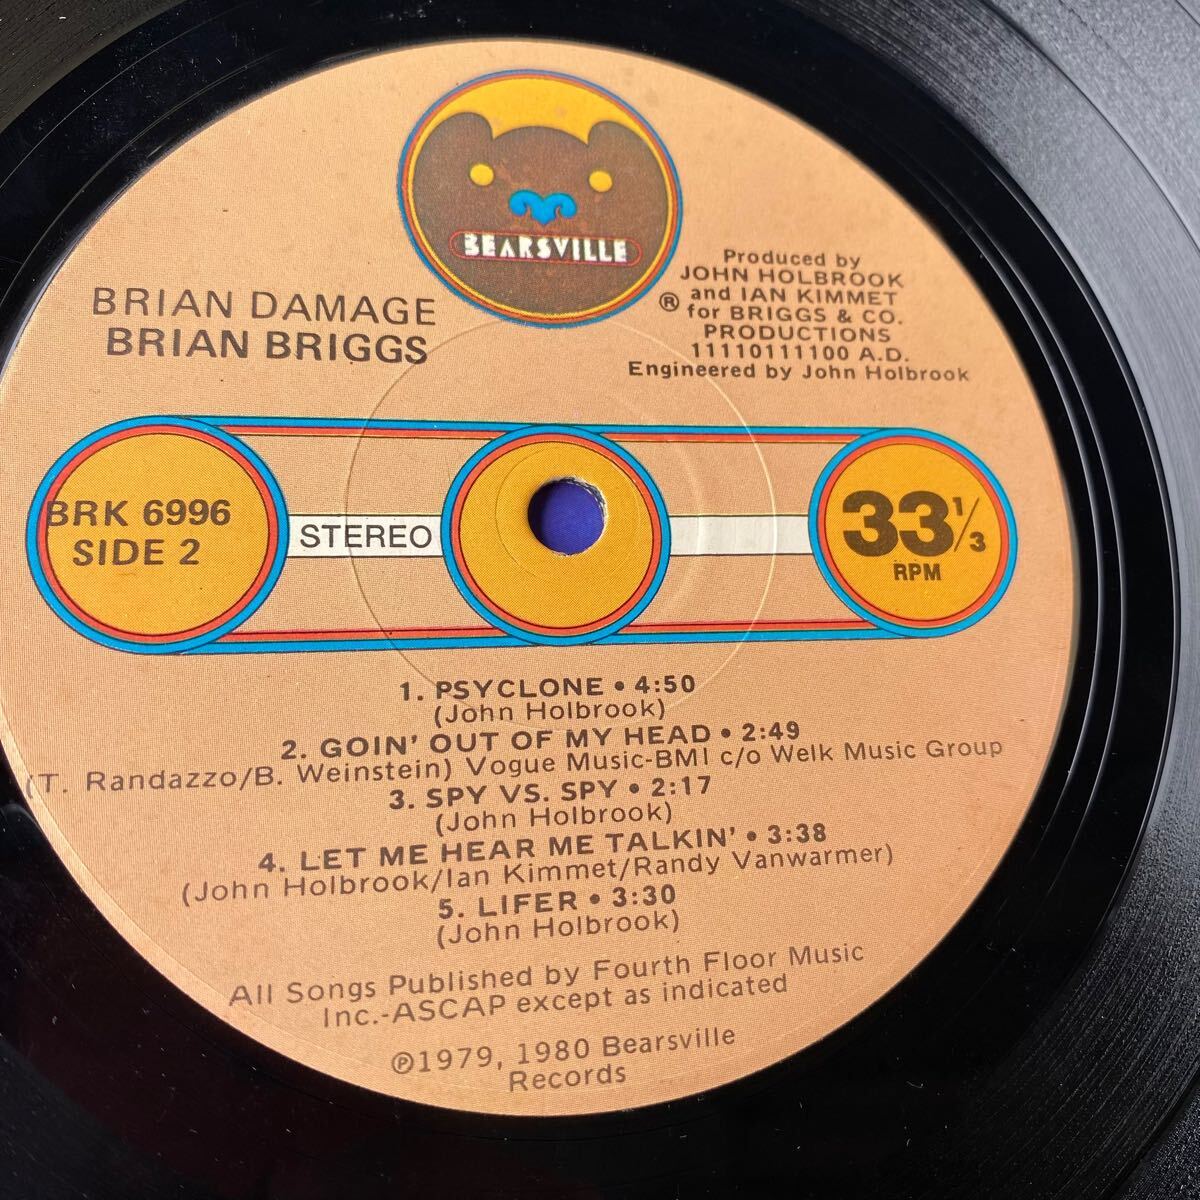 BEARSVILLE
BRIAN DAMAGE
BRIAN BRIGGS
Produced by
JOHN HOLBROOK
® and IAN KIMMET
for BRIGGS & CO.
PRODUCTIONS
11110111100 A.D.
Engineered by John Holbrook
BRK 6996
SIDE 2
STEREO
33 1/3
RPM
1. PSYCLONE • 4:50
(John Holbrook)
2. GOIN' OUT OF MY HEAD • 2:49
(T. Randazzo/B. Weinstein) Vogue Music-BMI c/o Welk Music Group
3. SPY VS. SPY • 2:17
(John Holbrook)
4. LET ME HEAR ME TALKIN' • 3:38
(John Holbrook/Ian Kimmet/Randy Vanwarmer)
5. LIFER • 3:30
(John Holbrook)
All Songs Published by Fourth Floor Music
Inc.-ASCAP except as indicated
℗1979, 1980 Bearsville
Records